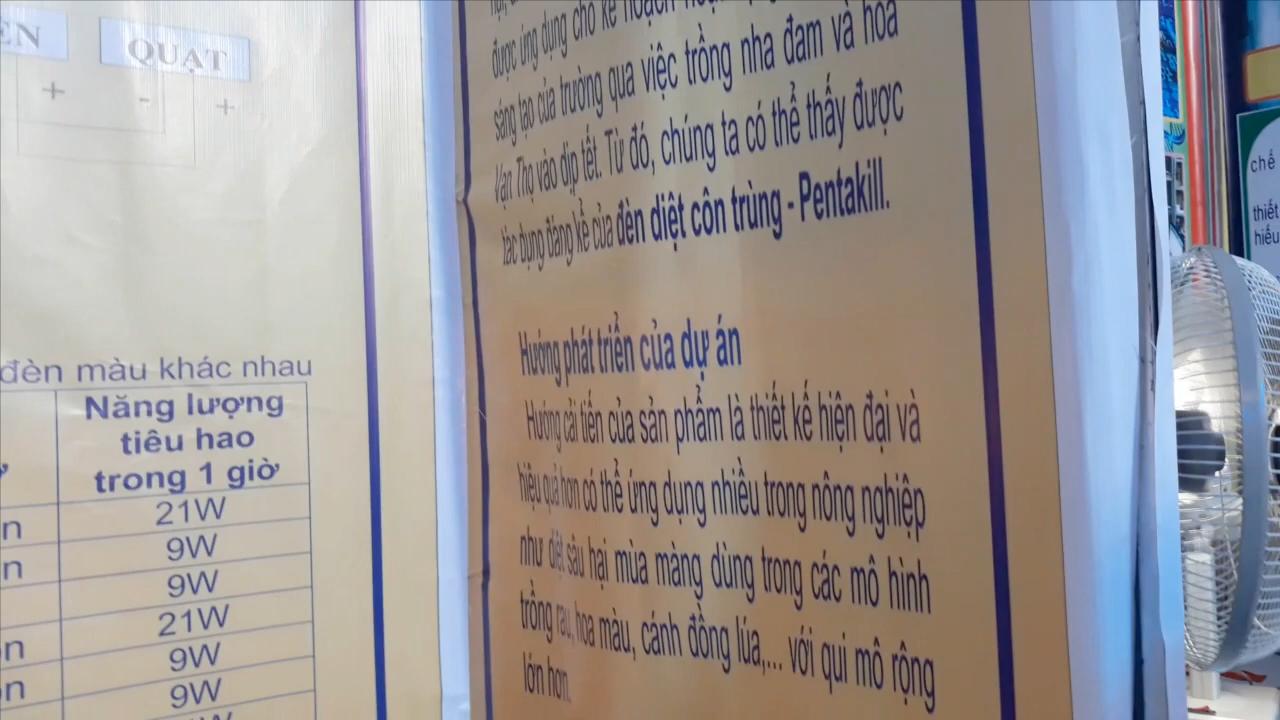 QUẠT
+ - +
đèn màu khác nhau
Năng lượng
tiêu hao
trong 1 giờ
21W
9W
9W
21W
9W
9W
được ứng dụng cho kế hoạch
sáng tạo của trường qua việc trồng nha đam và hoa
Vạn Thọ vào dịp tết. Từ đó, chúng ta có thể thấy được
tác dụng đáng kể của đèn diệt côn trùng - Pentakill.
Hướng phát triển của dự án
Hướng cải tiến của sản phẩm là thiết kế hiện đại và
hiệu quả hơn có thể ứng dụng nhiều trong nông nghiệp
như diệt sâu hại mùa màng dùng trong các mô hình
trồng rau, hoa màu, cánh đồng lúa,... với qui mô rộng
lớn hơn.
chế
thiết
hiểu